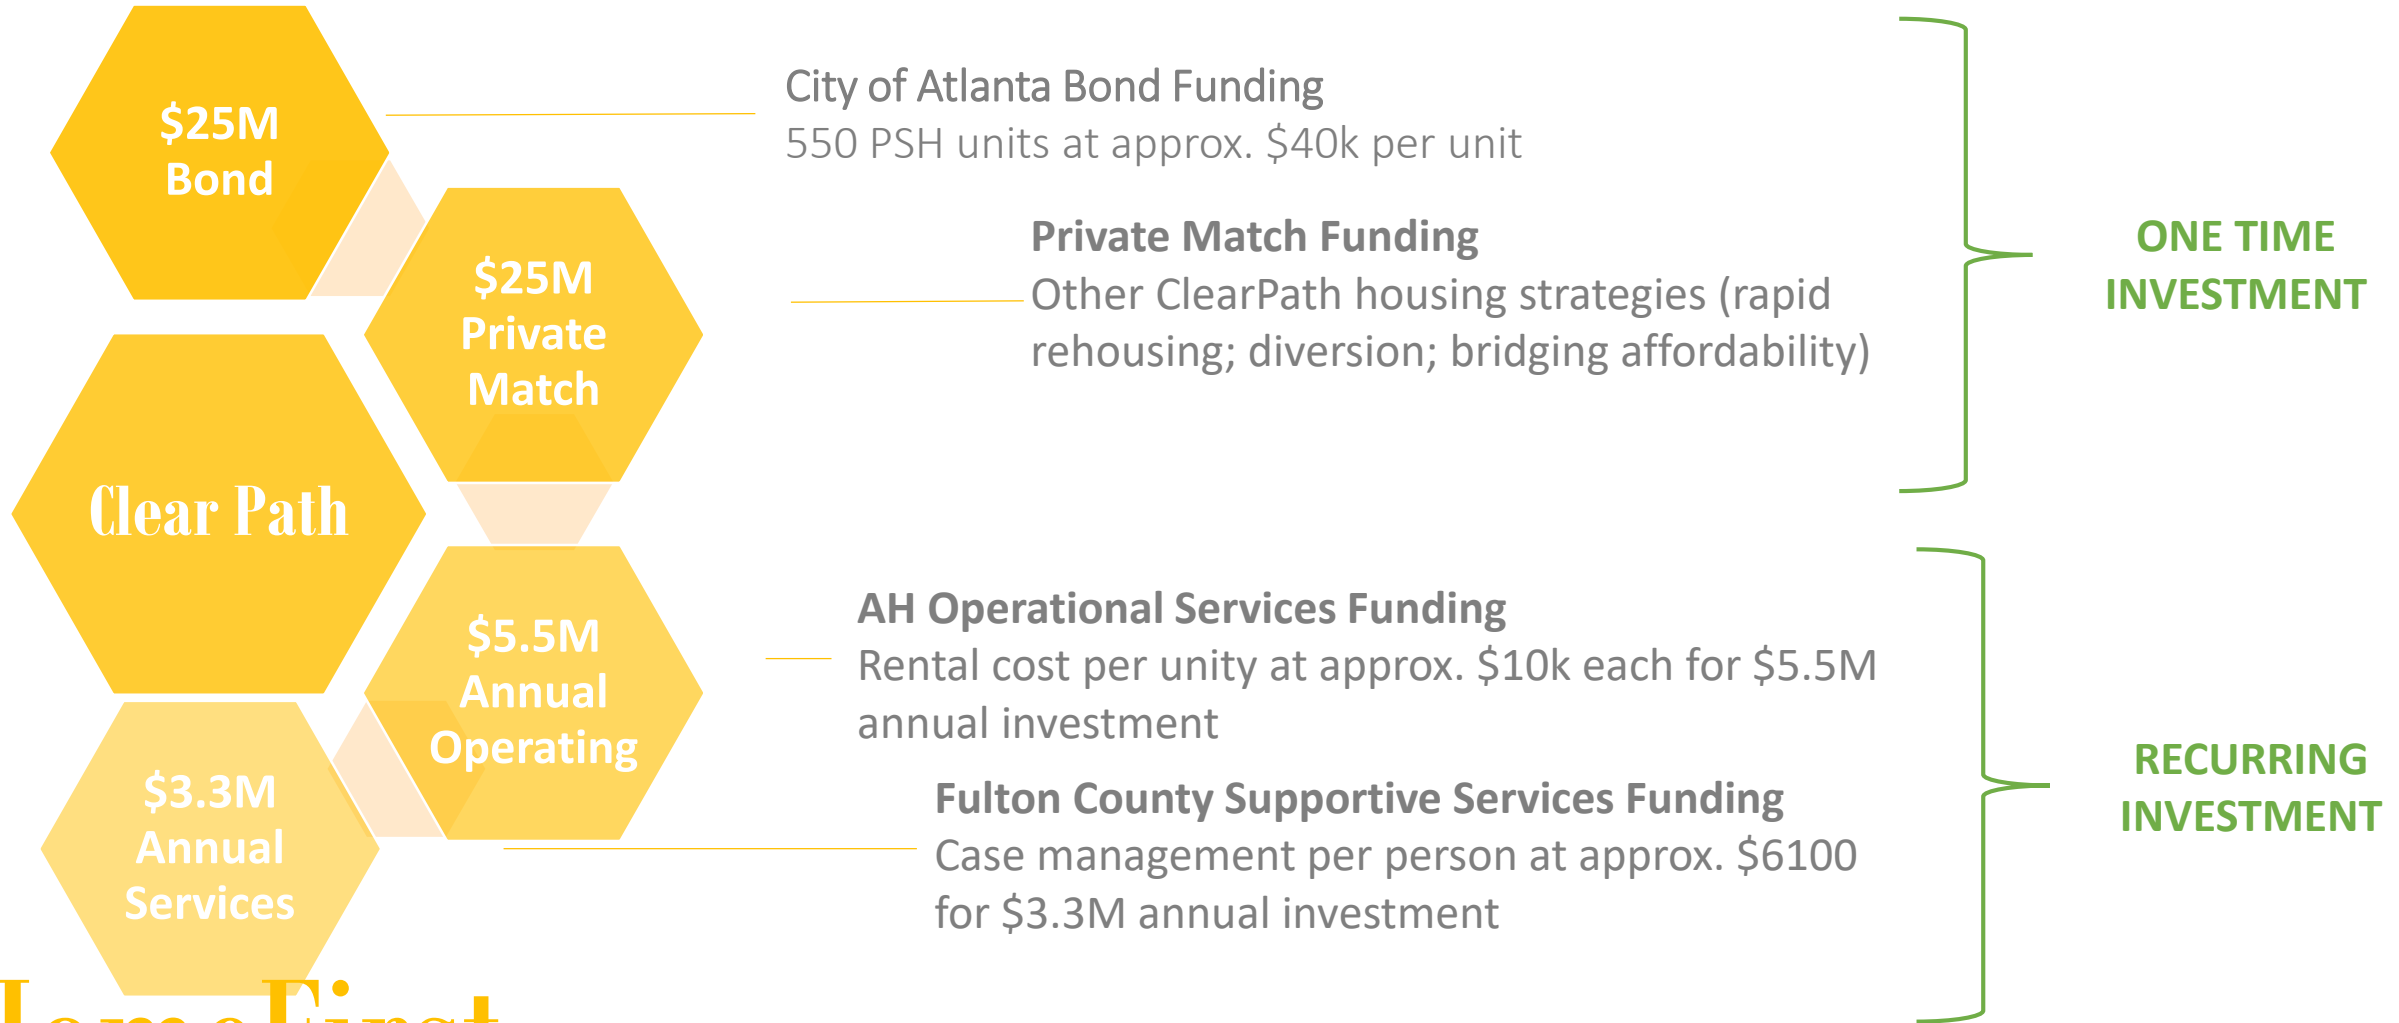 $25M
Bond
City of Atlanta Bond Funding
550 PSH units at approx. $40k per unit
$25M
Private
Match
Private Match Funding
Other ClearPath housing strategies (rapid
rehousing; diversion; bridging affordability)
ONE TIME
INVESTMENT
Clear Path
$5.5M
Annual
Operating
AH Operational Services Funding
Rental cost per unity at approx. $10k each for $5.5M
annual investment
$3.3M
Annual
Services
Fulton County Supportive Services Funding
Case management per person at approx. $6100
for $3.3M annual investment
RECURRING
INVESTMENT